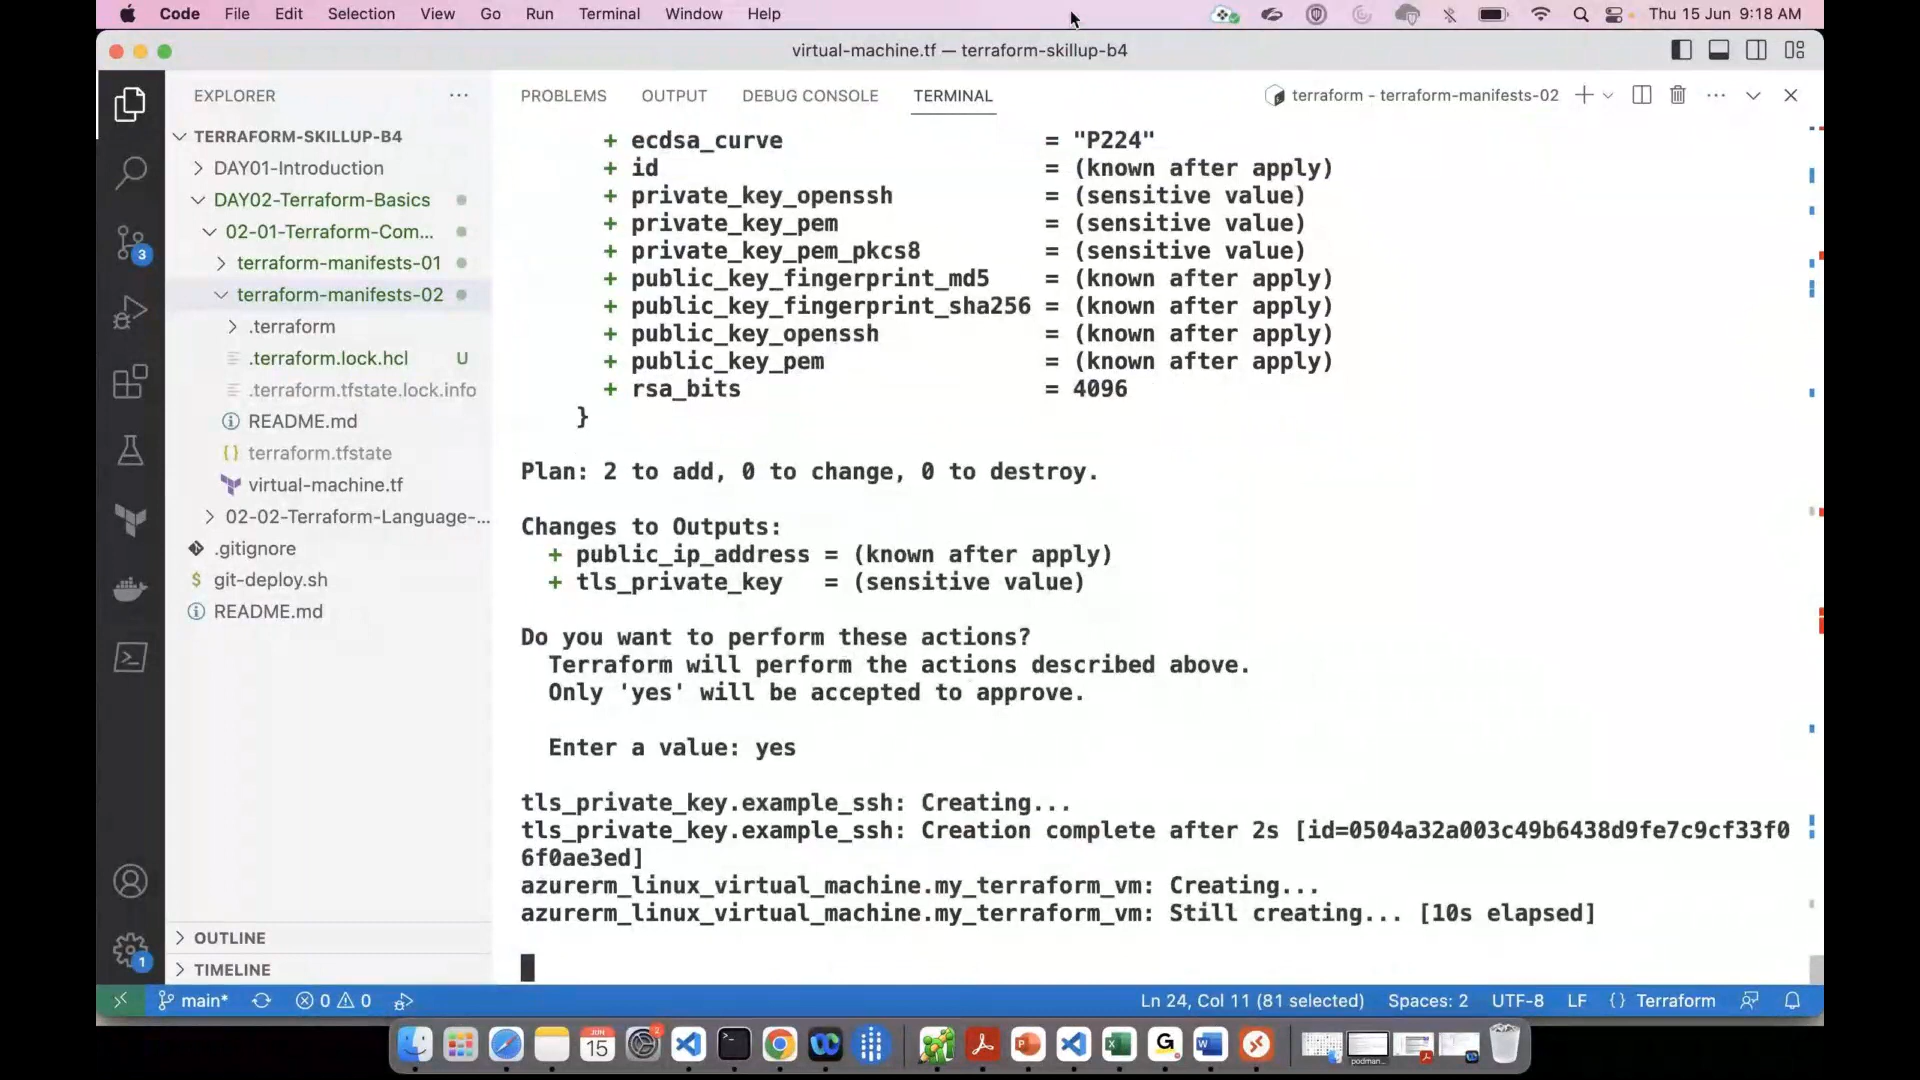 Code File Edit Selection View Go Run Terminal Window Help Thu 15 Jun 9:18 AM
virtual-machine.tf — terraform-skillup-b4
EXPLORER
TERRAFORM-SKILLUP-B4
DAY01-Introduction
DAY02-Terraform-Basics
02-01-Terraform-Com...
terraform-manifests-01
terraform-manifests-02
.terraform
.terraform.lock.hcl U
.terraform.tfstate.lock.info
README.md
{} terraform.tfstate
virtual-machine.tf
02-02-Terraform-Language-...
.gitignore
$ git-deploy.sh
README.md
OUTLINE
TIMELINE
3
1
PROBLEMS OUTPUT DEBUG CONSOLE TERMINAL terraform - terraform-manifests-02
+ ecdsa_curve = "P224"
+ id = (known after apply)
+ private_key_openssh = (sensitive value)
+ private_key_pem = (sensitive value)
+ private_key_pem_pkcs8 = (sensitive value)
+ public_key_fingerprint_md5 = (known after apply)
+ public_key_fingerprint_sha256 = (known after apply)
+ public_key_openssh = (known after apply)
+ public_key_pem = (known after apply)
+ rsa_bits = 4096
}
Plan: 2 to add, 0 to change, 0 to destroy.
Changes to Outputs:
+ public_ip_address = (known after apply)
+ tls_private_key = (sensitive value)
Do you want to perform these actions?
Terraform will perform the actions described above.
Only 'yes' will be accepted to approve.
Enter a value: yes
tls_private_key.example_ssh: Creating...
tls_private_key.example_ssh: Creation complete after 2s [id=0504a32a003c49b6438d9fe7c9cf33f0
6f0ae3ed]
azurerm_linux_virtual_machine.my_terraform_vm: Creating...
azurerm_linux_virtual_machine.my_terraform_vm: Still creating... [10s elapsed]
main* 0 0 Ln 24, Col 11 (81 selected) Spaces: 2 UTF-8 LF {} Terraform
JUN
15
2
podman...